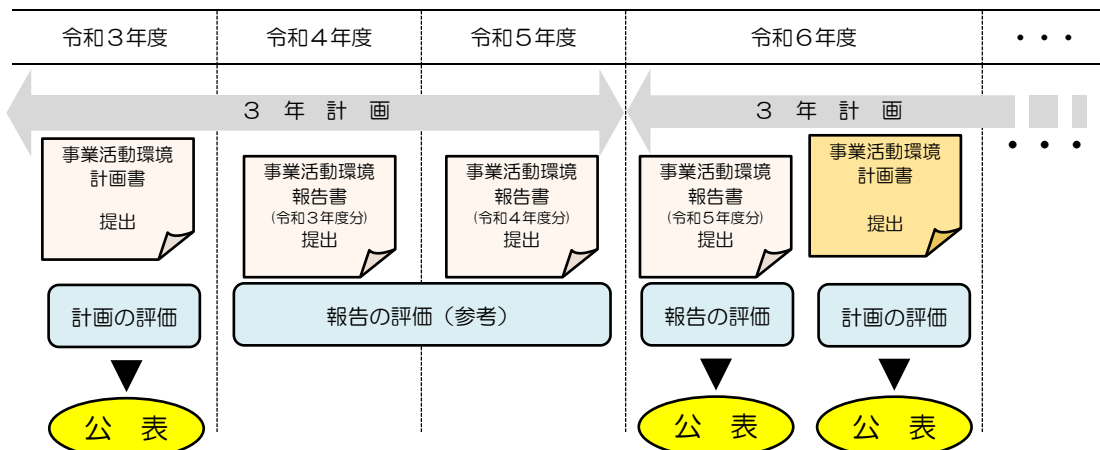 令和３年度
令和４年度
令和５年度
令和６年度
・・・
３年計画
３年計画
事業活動環境
計画書
提出
事業活動環境
報告書
(令和３年度分)
提出
事業活動環境
報告書
(令和４年度分)
提出
事業活動環境
報告書
(令和５年度分)
提出
事業活動環境
計画書
提出
・・・
計画の評価
報告の評価（参考）
報告の評価
計画の評価
公表
公表
公表